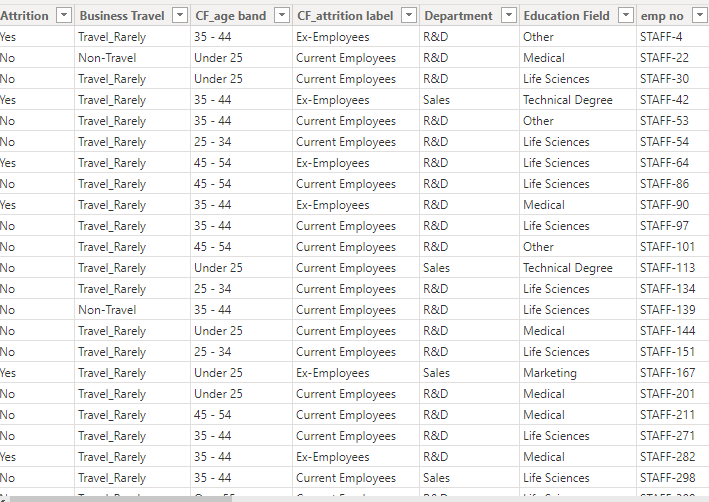 Attrition Business Travel CF_age band CF_attrition label Department Education Field emp no
Yes Travel_Rarely 35 - 44 Ex-Employees R&D Other STAFF-4
No Non-Travel Under 25 Current Employees R&D Medical STAFF-22
No Travel_Rarely Under 25 Current Employees R&D Life Sciences STAFF-30
Yes Travel_Rarely 35 - 44 Ex-Employees Sales Technical Degree STAFF-42
No Travel_Rarely 35 - 44 Current Employees R&D Other STAFF-53
No Travel_Rarely 25 - 34 Current Employees R&D Life Sciences STAFF-54
Yes Travel_Rarely 45 - 54 Ex-Employees R&D Life Sciences STAFF-64
No Travel_Rarely 45 - 54 Current Employees R&D Life Sciences STAFF-86
Yes Travel_Rarely 35 - 44 Ex-Employees R&D Medical STAFF-90
No Travel_Rarely 35 - 44 Current Employees R&D Life Sciences STAFF-97
No Travel_Rarely 45 - 54 Current Employees R&D Other STAFF-101
No Travel_Rarely Under 25 Current Employees Sales Technical Degree STAFF-113
No Travel_Rarely 25 - 34 Current Employees R&D Life Sciences STAFF-134
No Non-Travel 35 - 44 Current Employees R&D Life Sciences STAFF-139
No Travel_Rarely Under 25 Current Employees R&D Medical STAFF-144
No Travel_Rarely 25 - 34 Current Employees R&D Life Sciences STAFF-151
Yes Travel_Rarely Under 25 Ex-Employees Sales Marketing STAFF-167
No Travel_Rarely Under 25 Current Employees R&D Medical STAFF-201
No Travel_Rarely 45 - 54 Current Employees R&D Medical STAFF-211
No Travel_Rarely 35 - 44 Current Employees R&D Life Sciences STAFF-271
Yes Travel_Rarely 35 - 44 Ex-Employees R&D Medical STAFF-282
No Travel_Rarely 35 - 44 Current Employees Sales Life Sciences STAFF-298